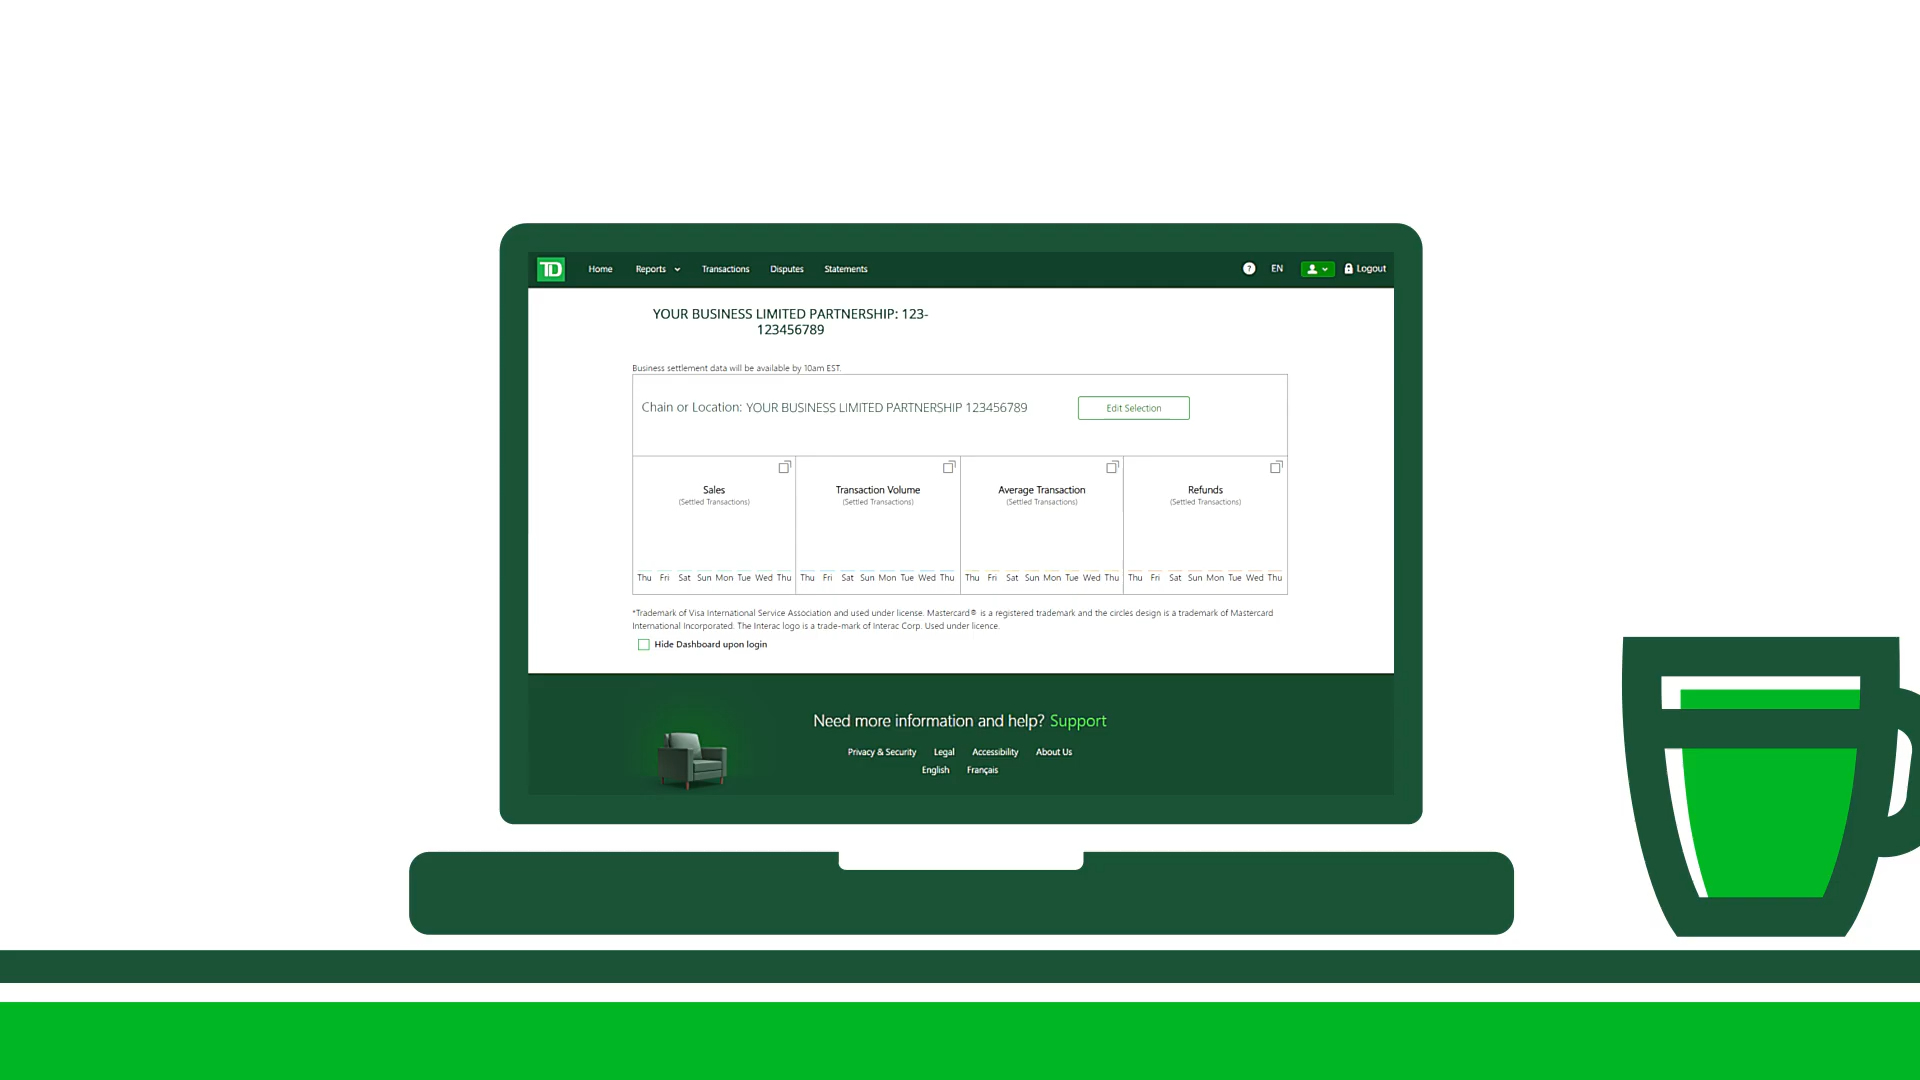 TD Home Reports Transactions Disputes Statements ? EN Logout
YOUR BUSINESS LIMITED PARTNERSHIP: 123-
123456789
Business settlement data will be available by 10am EST.
Chain or Location: YOUR BUSINESS LIMITED PARTNERSHIP 123456789 Edit Selection
Sales Transaction Volume Average Transaction Refunds
(Settled Transactions) (Settled Transactions) (Settled Transactions) (Settled Transactions)
Thu Fri Sat Sun Mon Tue Wed Thu Thu Fri Sat Sun Mon Tue Wed Thu Thu Fri Sat Sun Mon Tue Wed Thu Thu Fri Sat Sun Mon Tue Wed Thu
*Trademark of Visa International Service Association and used under license. Mastercard® is a registered trademark and the circles design is a trademark of Mastercard
International Incorporated. The Interac logo is a trade-mark of Interac Corp. Used under licence.
Hide Dashboard upon login
Need more information and help? Support
Privacy & Security Legal Accessibility About Us
English Français